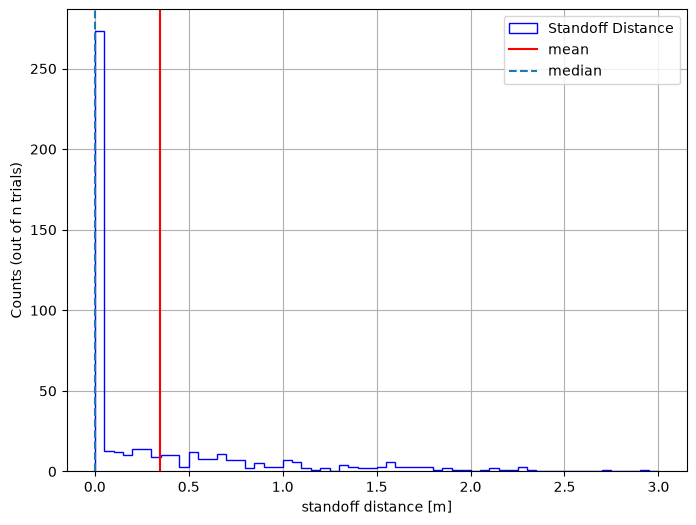 Standoff Distance
mean
median
Counts (out of n trials)
250
200
150
100
50
0
0.0 0.5 1.0 1.5 2.0 2.5 3.0
standoff distance [m]